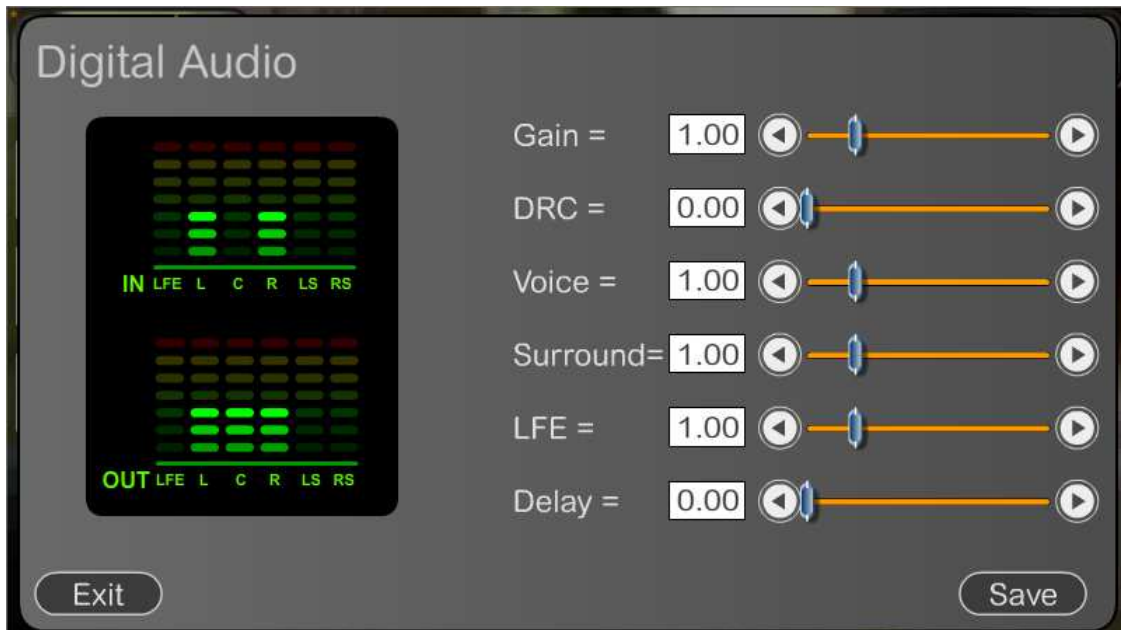 Digital Audio
IN LFE L C R LS RS
OUT LFE L C R LS RS
Gain = 1.00
DRC = 0.00
Voice = 1.00
Surround= 1.00
LFE = 1.00
Delay = 0.00
Exit
Save